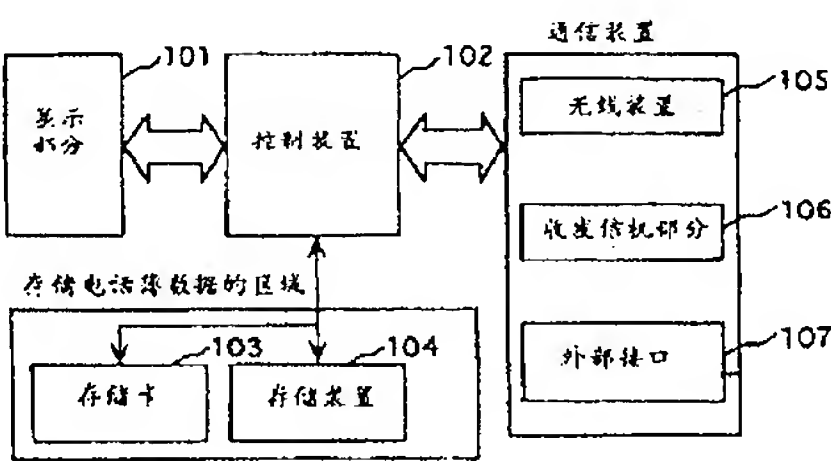 通信装置
101
102
105
显示
部分
控制装置
无线装置
106
收发信机部分
存储电话簿数据的区域
103
104
107
存储卡
存储装置
外部接口